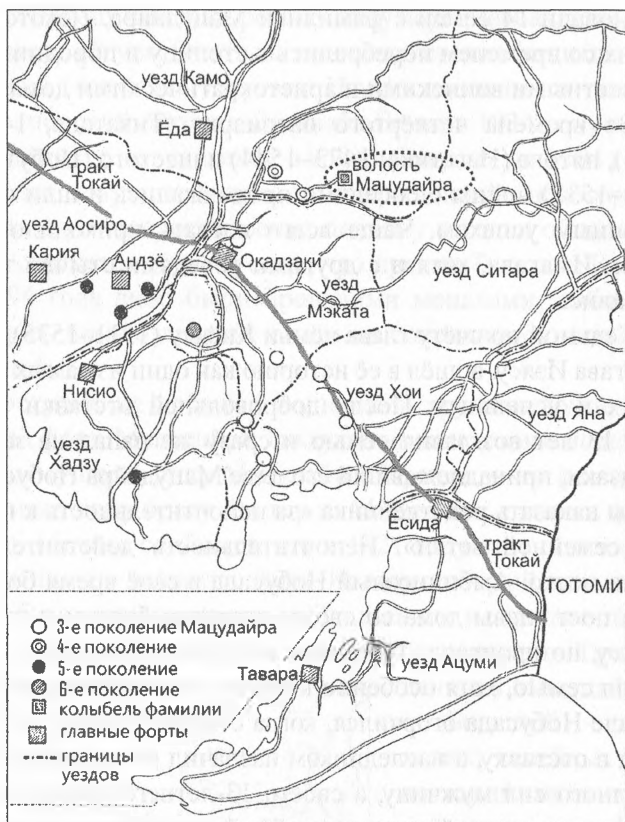 уезд Камо
Ёда
тракт
Токай
волость
Мацудайра
уезд Аосиро
Кария
Андзё
Окадзаки
уезд Ситара
уезд
Мэката
Нисио
уезд Хои
уезд Яна
уезд
Хадзу
Ёсида
тракт
Токай
ТОТОМИ
3-е поколение Мацудайра
4-е поколение
5-е поколение
6-е поколение
колыбель фамилии
главные форты
границы
уездов
Тавара
уезд Ацуми